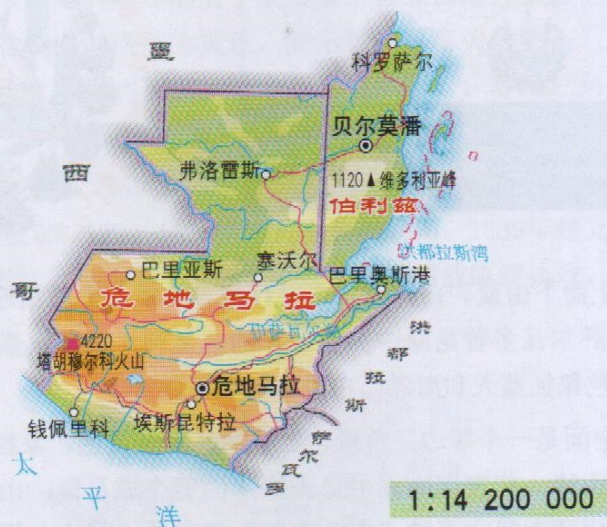 墨
西
哥
科罗萨尔
贝尔莫潘
弗洛雷斯
1120▲维多利亚峰
伯利兹
洪都拉斯湾
塞沃尔
巴里亚斯
巴里奥斯港
危地马拉
4220
塔胡穆尔科火山
危地马拉
埃斯昆特拉
钱佩里科
洪都拉斯
萨尔瓦多
太平洋
1:14 200 000